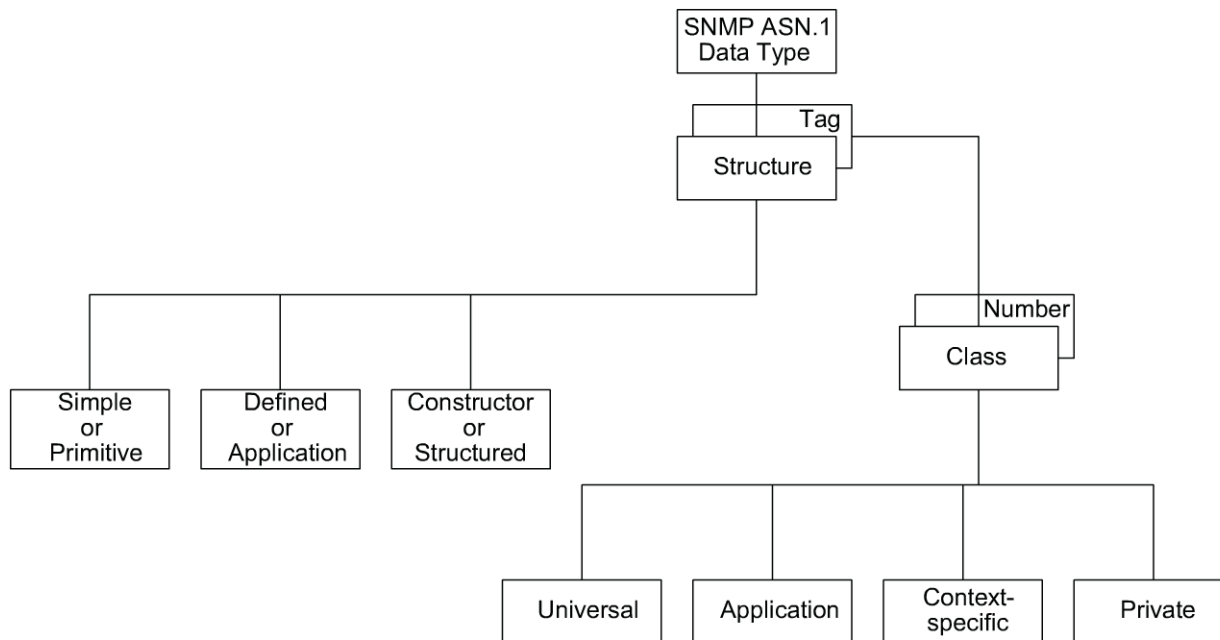 SNMP ASN.1
Data Type
Tag
Structure
Number
Class
Simple
or
Primitive
Defined
or
Application
Constructor
or
Structured
Universal
Application
Context-
specific
Private